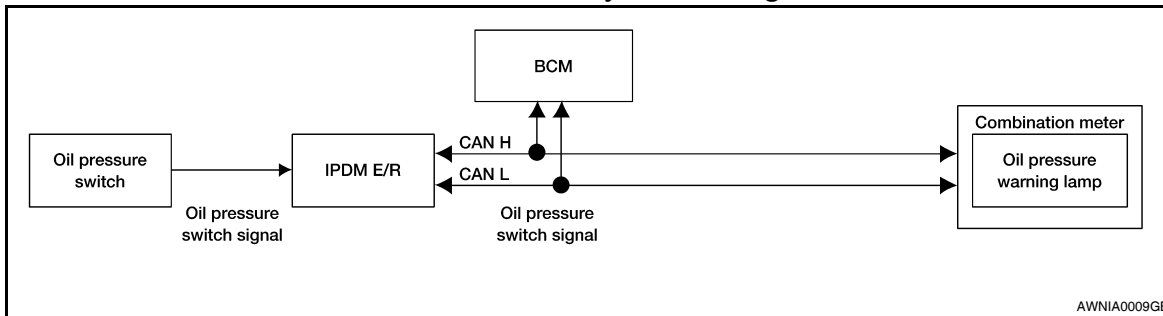 BCM
Oil pressure
switch
IPDM E/R
CAN H
CAN L
Combination meter
Oil pressure
warning lamp
Oil pressure
switch signal
Oil pressure
switch signal